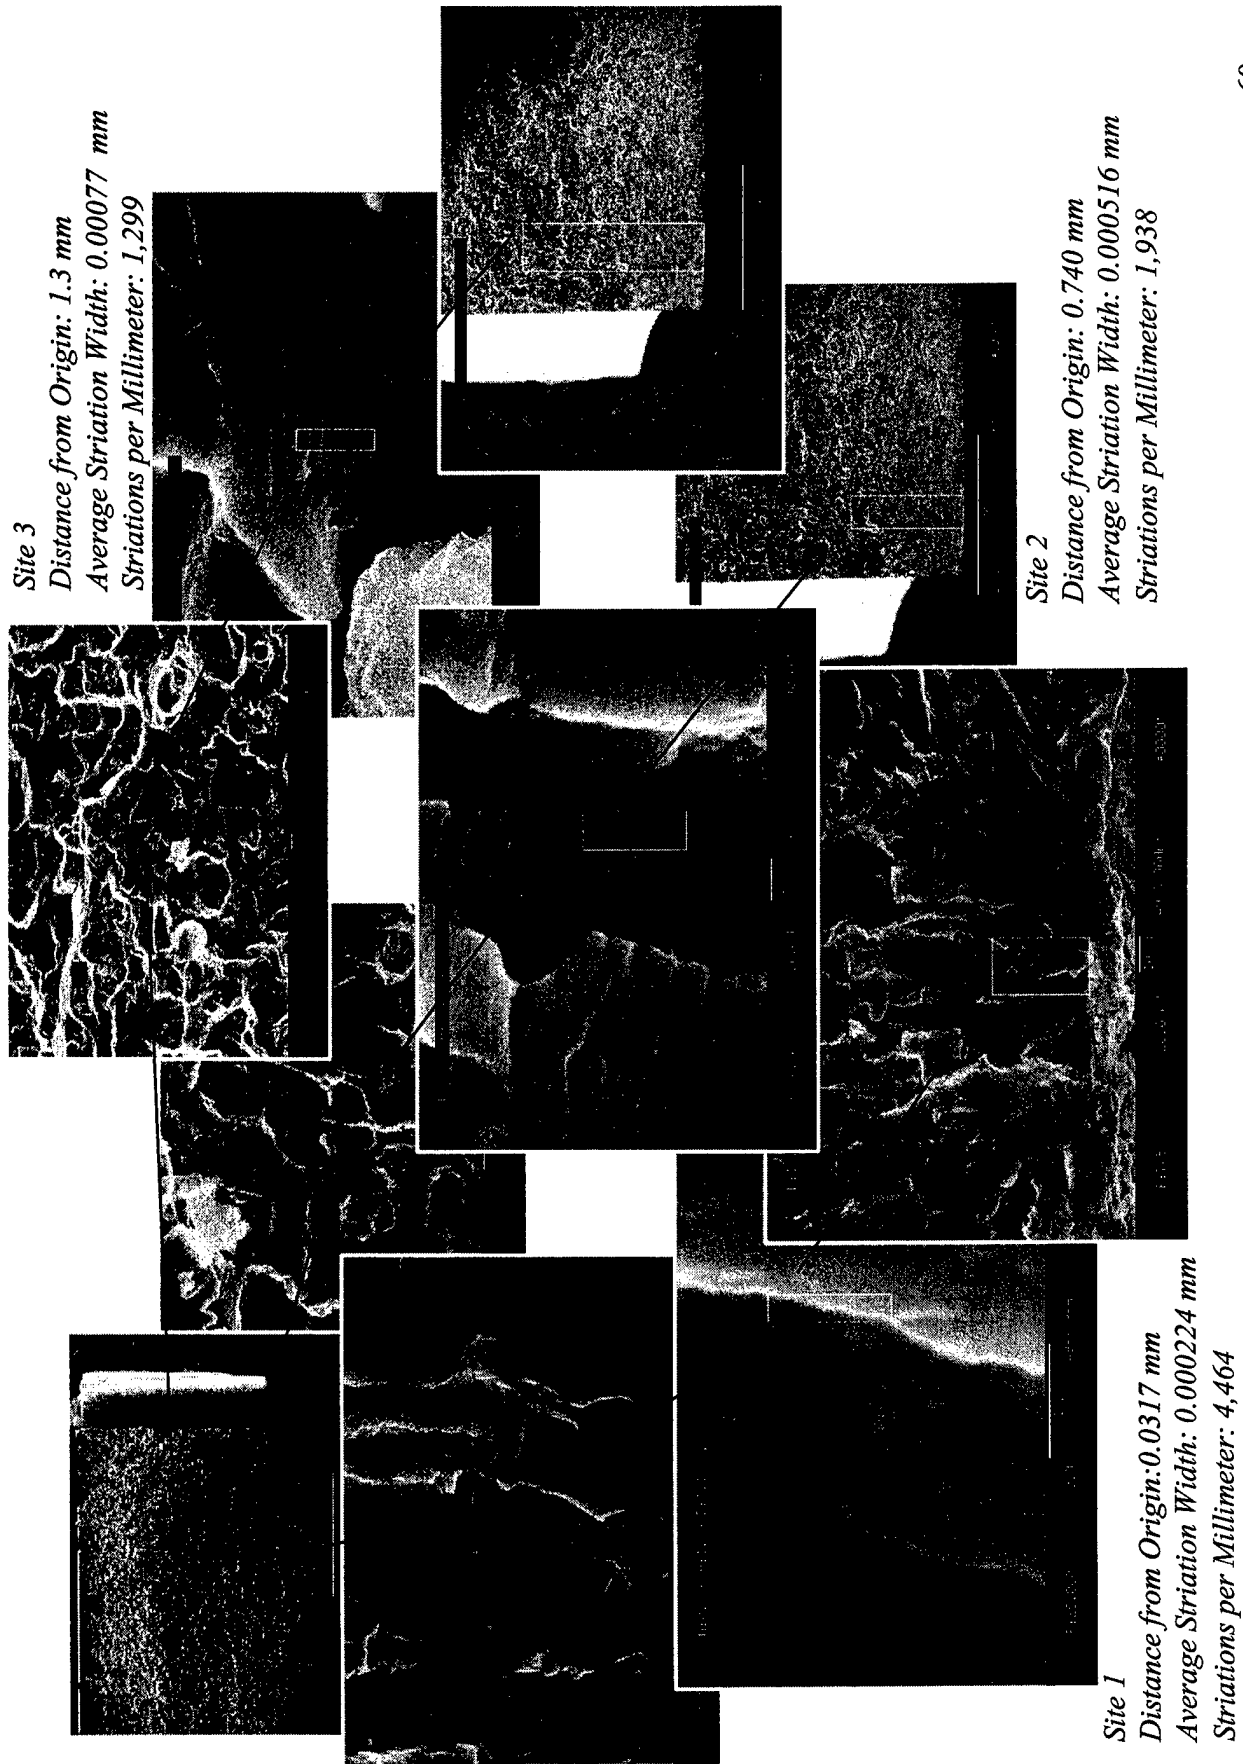 Site 3
Distance from Origin: 1.3 mm
Average Striation Width: 0.00077 mm
Striations per Millimeter: 1,299
Site 2
Distance from Origin: 0.740 mm
Average Striation Width: 0.000516 mm
Striations per Millimeter: 1,938
Site 1
Distance from Origin:0.0317 mm
Average Striation Width: 0.000224 mm
Striations per Millimeter: 4,464